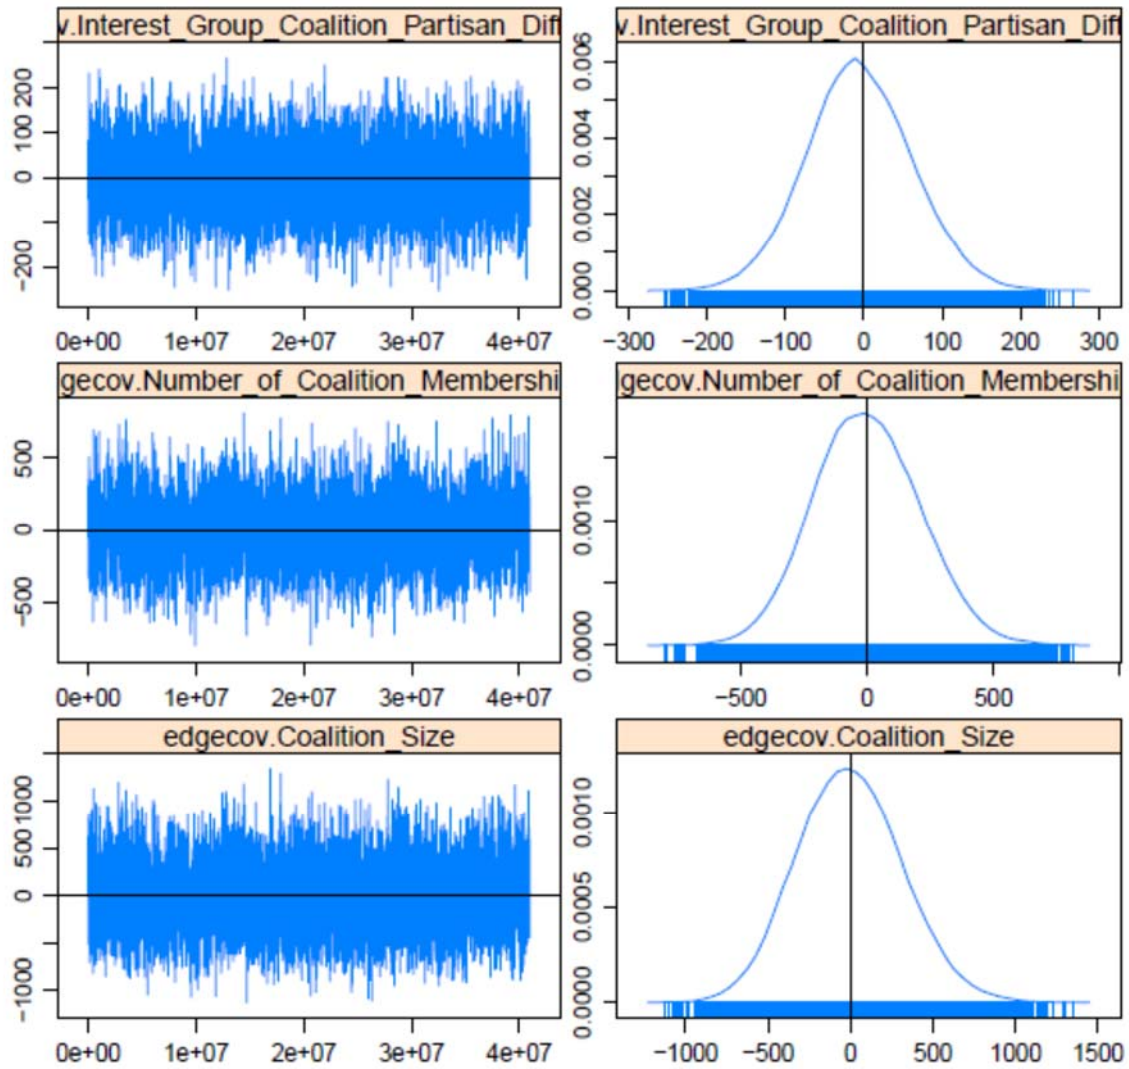 v.Interest_Group_Coalition_Partisan_Diff
v.Interest_Group_Coalition_Partisan_Diff
200
100
0
−200
0e+00 1e+07 2e+07 3e+07 4e+07
0.006
0.004
0.002
0.000
−300 −200 −100 0 100 200 300
gecov.Number_of_Coalition_Membershi
gecov.Number_of_Coalition_Membershi
500
0
−500
0e+00 1e+07 2e+07 3e+07 4e+07
0.0010
0.0000
−500 0 500
edgecov.Coalition_Size
edgecov.Coalition_Size
1000
500
0
−1000
0e+00 1e+07 2e+07 3e+07 4e+07
0.0010
0.0005
0.0000
−1000 −500 0 500 1000 1500